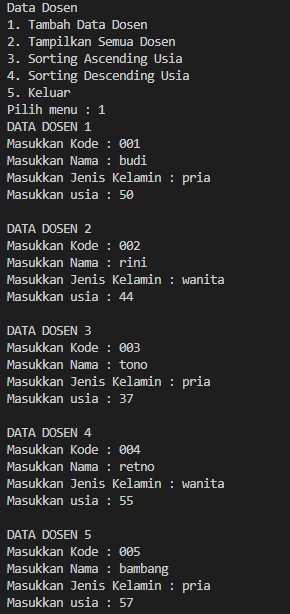 Data Dosen
1. Tambah Data Dosen
2. Tampilkan Semua Dosen
3. Sorting Ascending Usia
4. Sorting Descending Usia
5. Keluar
Pilih menu : 1
DATA DOSEN 1
Masukkan Kode : 001
Masukkan Nama : budi
Masukkan Jenis Kelamin : pria
Masukkan usia : 50
DATA DOSEN 2
Masukkan Kode : 002
Masukkan Nama : rini
Masukkan Jenis Kelamin : wanita
Masukkan usia : 44
DATA DOSEN 3
Masukkan Kode : 003
Masukkan Nama : tono
Masukkan Jenis Kelamin : pria
Masukkan usia : 37
DATA DOSEN 4
Masukkan Kode : 004
Masukkan Nama : retno
Masukkan Jenis Kelamin : wanita
Masukkan usia : 55
DATA DOSEN 5
Masukkan Kode : 005
Masukkan Nama : bambang
Masukkan Jenis Kelamin : pria
Masukkan usia : 57